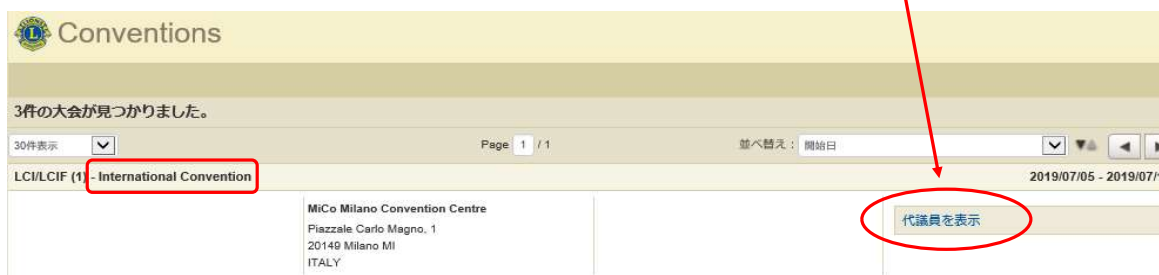 Conventions
3件の大会が見つかりました。
30件表示 Page 1 / 1 並べ替え： 開始日
LCI/LCIF (1) - International Convention 2019/07/05 - 2019/07/
MiCo Milano Convention Centre
Piazzale Carlo Magno, 1
20149 Milano MI
ITALY
代議員を表示